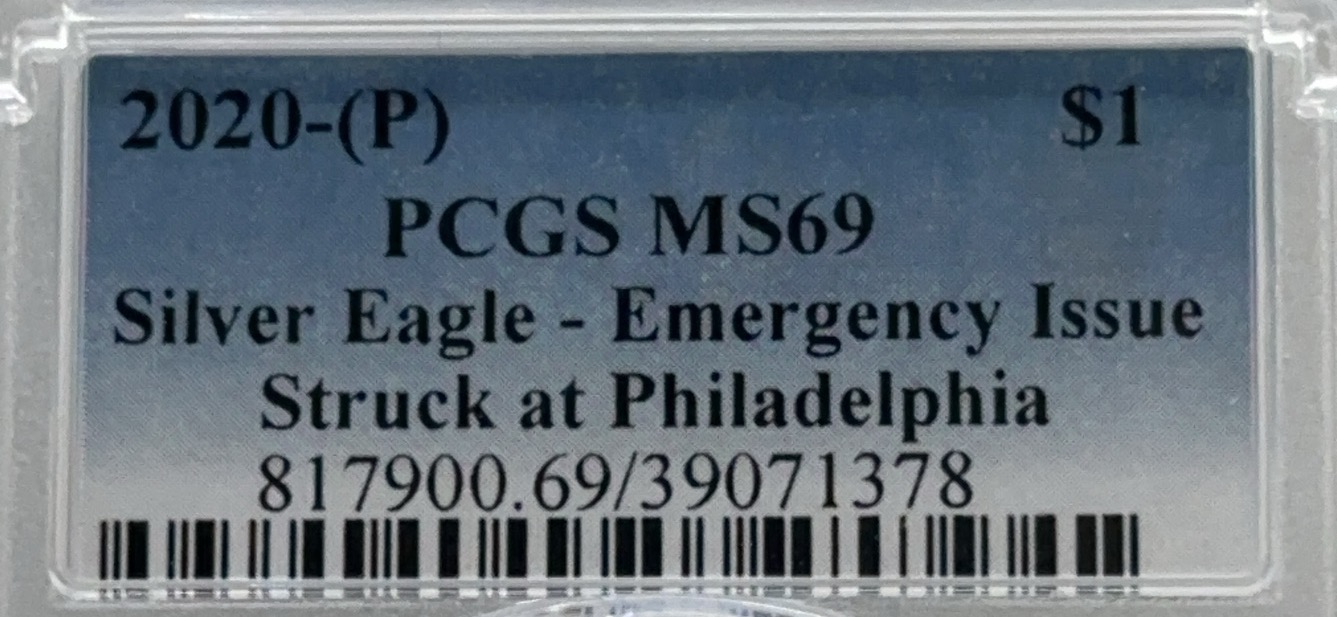 2020-(P) $1
PCGS MS69
Silver Eagle - Emergency Issue
Struck at Philadelphia
817900.69/39071378